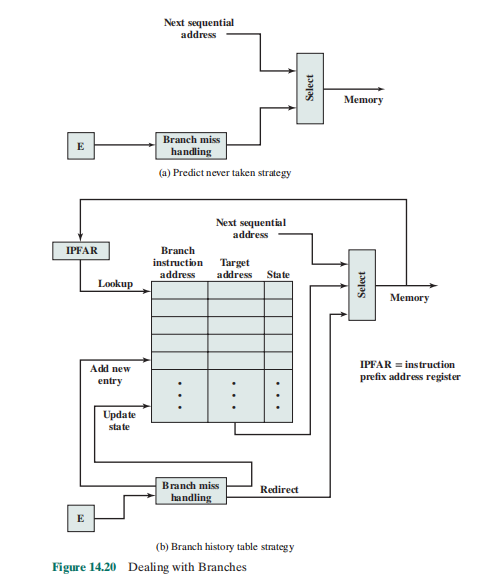 Next sequential
address
Select
Memory
E
Branch miss
handling
(a) Predict never taken strategy
Next sequential
address
IPFAR
Branch
instruction
address
Target
address
State
Lookup
Select
Memory
Add new
entry
IPFAR = instruction
prefix address register
Update
state
Branch miss
handling
Redirect
E
(b) Branch history table strategy
Figure 14.20 Dealing with Branches